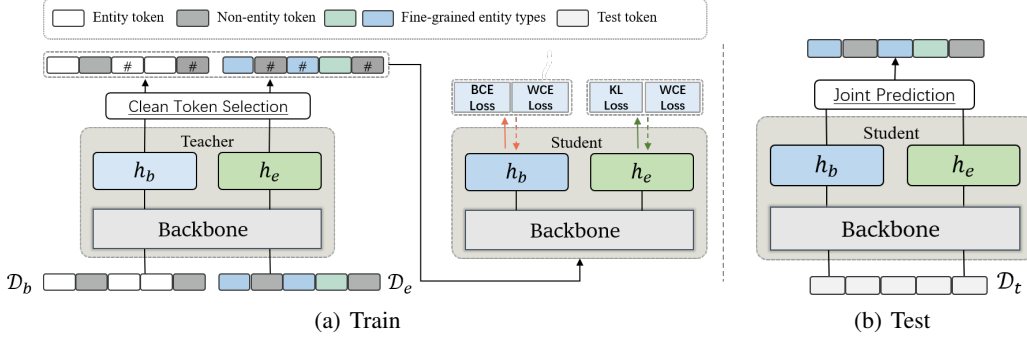 Entity token Non-entity token Fine-grained entity types Test token
# # # # #
Clean Token Selection
Teacher
h_b h_e
Backbone
𝒟_b 𝒟_e
BCE Loss WCE Loss KL Loss WCE Loss
Student
h_b h_e
Backbone
(a) Train
Joint Prediction
Student
h_b h_e
Backbone
𝒟_t
(b) Test